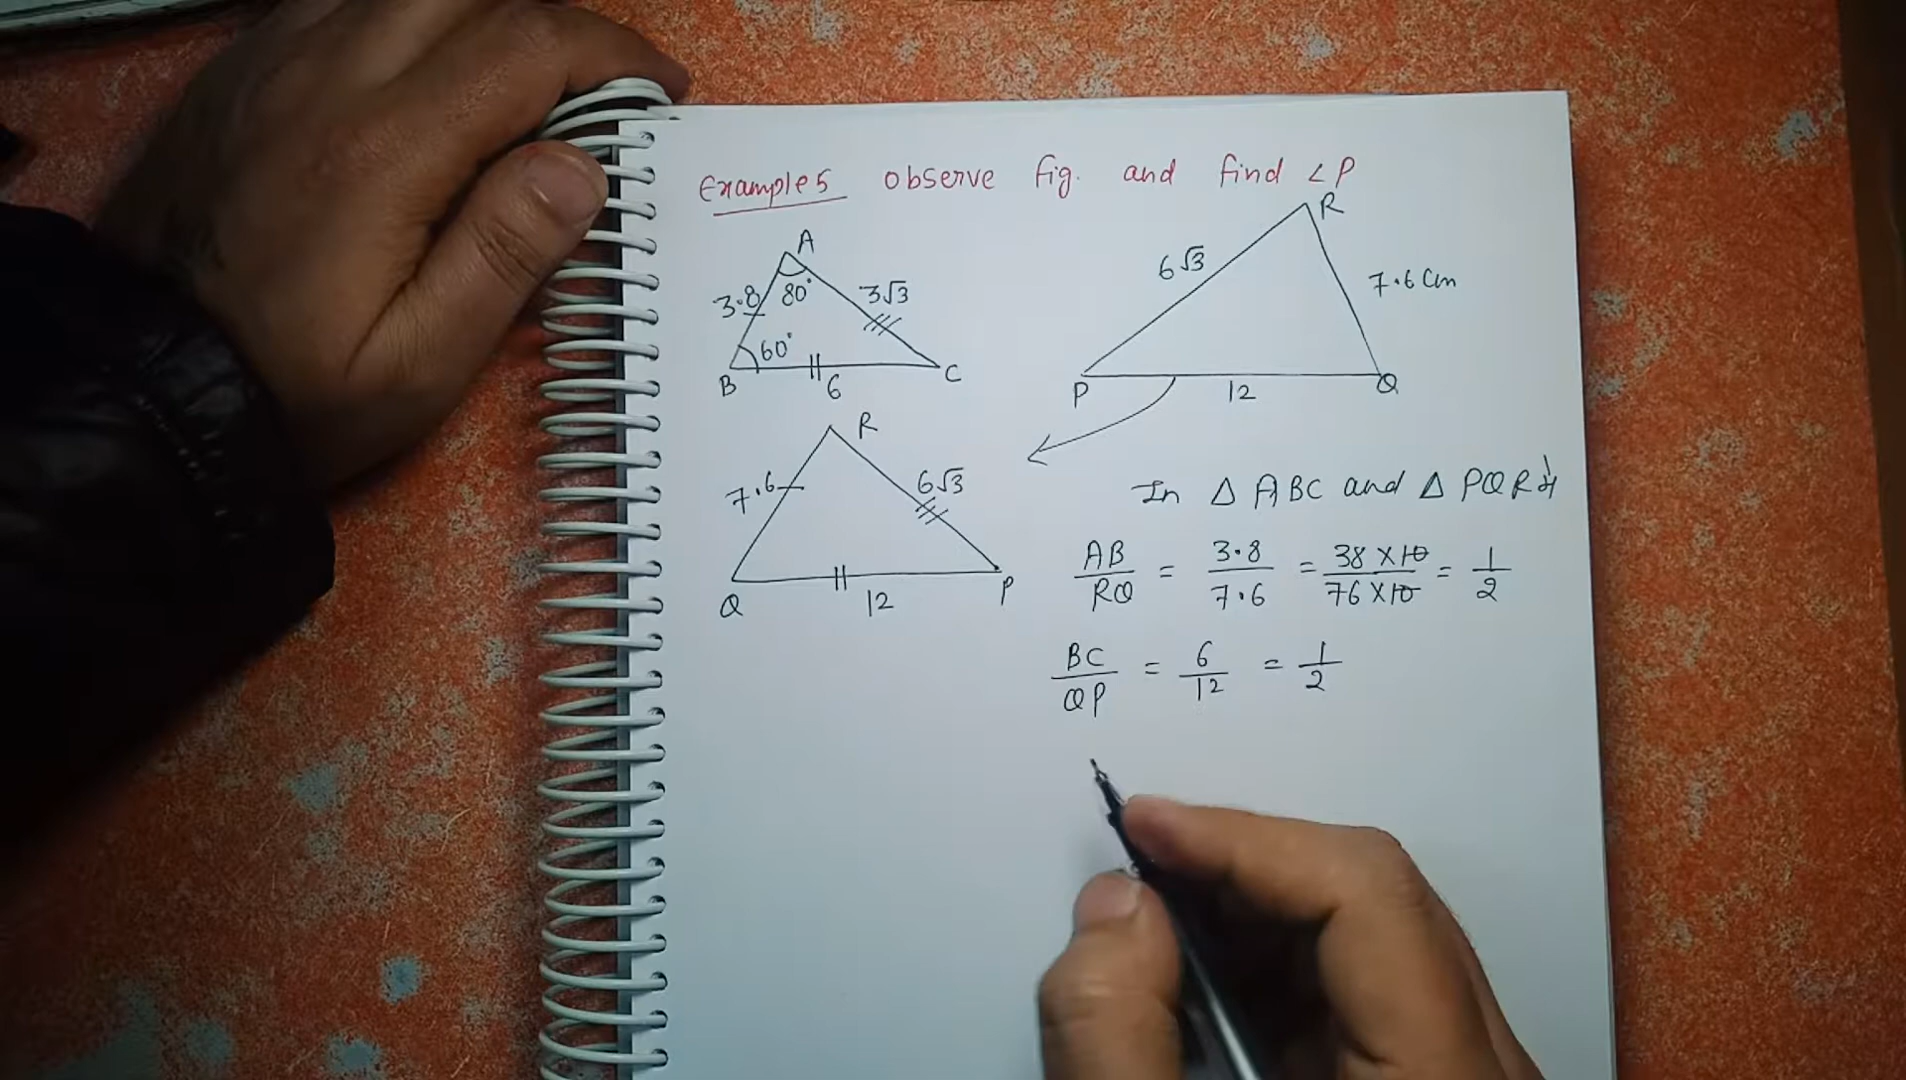 Example 5 observe fig. and find ∠P
A
3.8 80° 3√3
60°
B 6 C
R
6√3 7.6 Cm
P 12 Q
R
7.6 6√3
Q 12 P
In △ ABC and △ PQR
AB/RQ = 3.8/7.6 = 38 × 10/76 × 10 = 1/2
BC/QP = 6/12 = 1/2